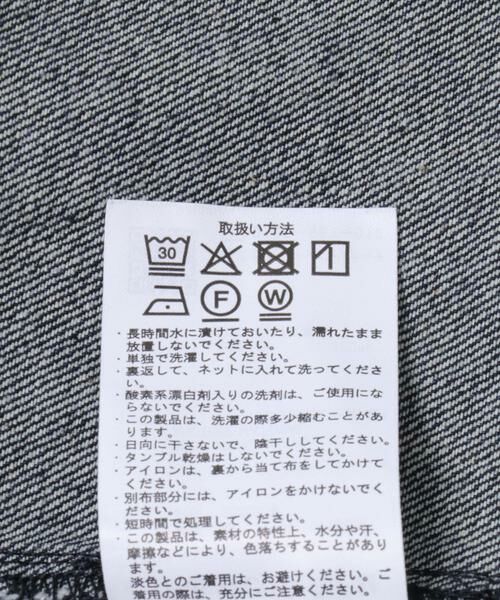 取扱い方法
30
F W
・長時間水に漬けておいたり、濡れたまま
放置しないでください。
・単独で洗濯してください。
・裏返して、ネットに入れて洗ってくださ
い。
・酸素系漂白剤入りの洗剤は、ご使用にな
らないでください。
・この製品は、洗濯の際多少縮むことがあ
ります。
・日向に干さないで、陰干ししてください。
・タンブル乾燥はしないでください。
・アイロンは、裏から当て布をしてかけて
ください。
・別布部分には、アイロンをかけないでく
ださい。
・短時間で処理してください。
・この製品は、素材の特性上、水分や汗、
摩擦などにより、色落ちすることがあり
ます。
淡色とのご着用は、お避けください。ご
着用の際は、充分にご注意ください。